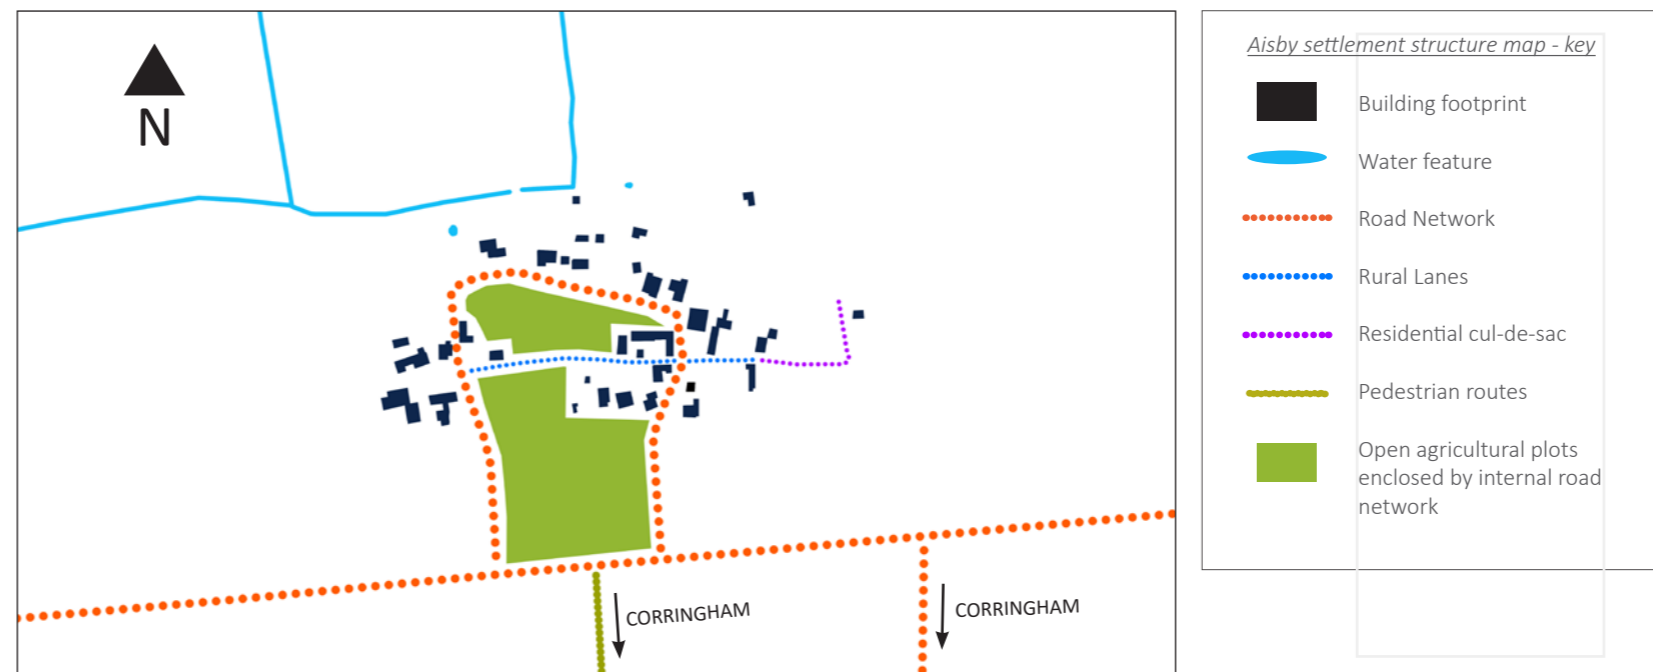 N
CORRINGHAM
CORRINGHAM
Aisby settlement structure map - key
Building footprint
Water feature
Road Network
Rural Lanes
Residential cul-de-sac
Pedestrian routes
Open agricultural plots
enclosed by internal road
network